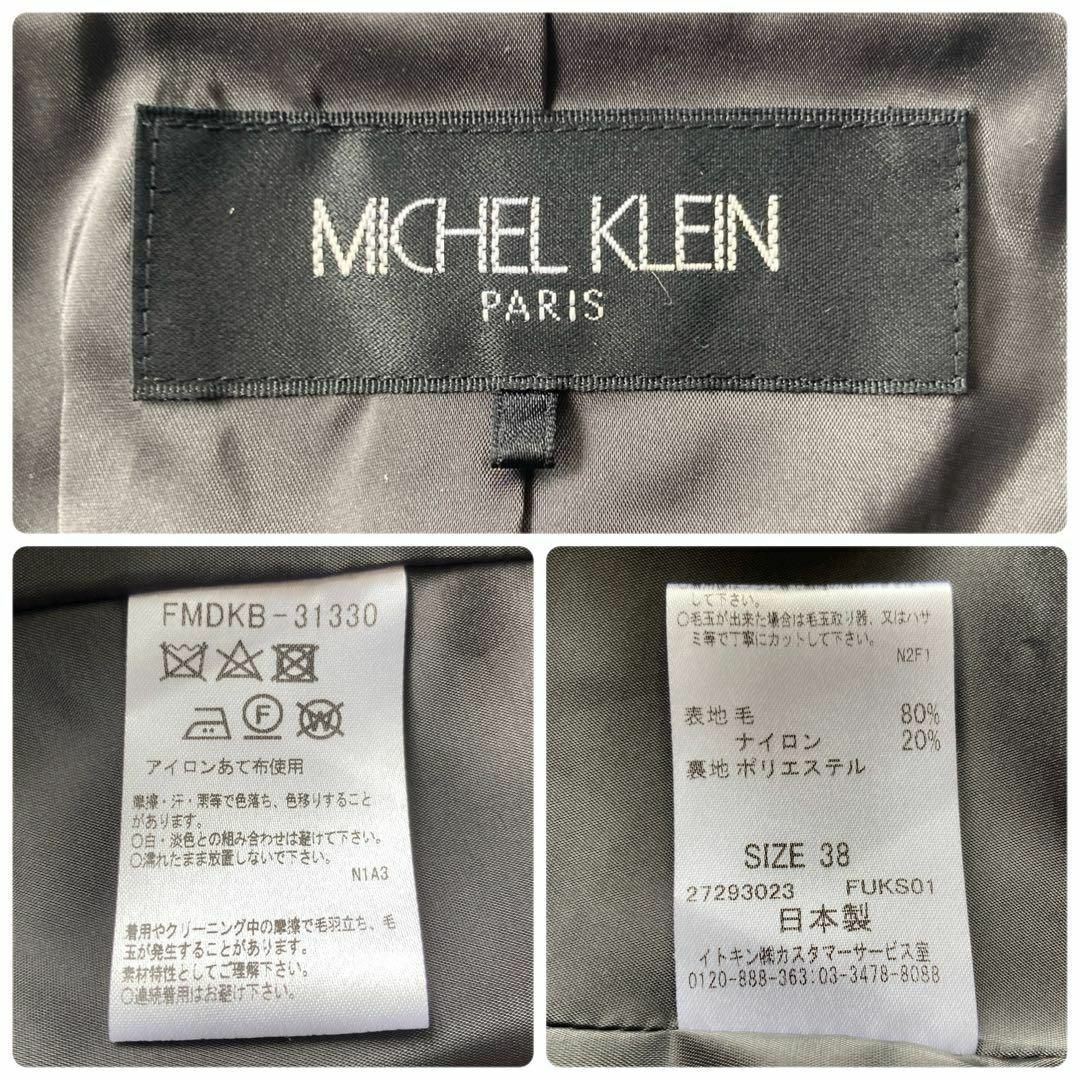 MICHEL KLEIN
PARIS
FMDKB-31330
F
W
アイロンあて布使用
摩擦・汗・雨等で色落ち、色移りすること
があります。
○白・淡色との組み合わせは避けて下さい。
○濡れたまま放置しないで下さい。
N1A3
着用やクリーニング中の摩擦で毛羽立ち、毛
玉が発生することがあります。
素材特性としてご理解下さい。
○連続着用はお避け下さい。
して下さい。
○毛玉が出来た場合は毛玉取り器、又はハサ
ミ等で丁寧にカットして下さい。
N2F1
表地 毛 80%
ナイロン 20%
裏地 ポリエステル
SIZE 38
27293023 FUKS01
日本製
イトキン㈱カスタマーサービス室
0120-888-363:03-3478-8088